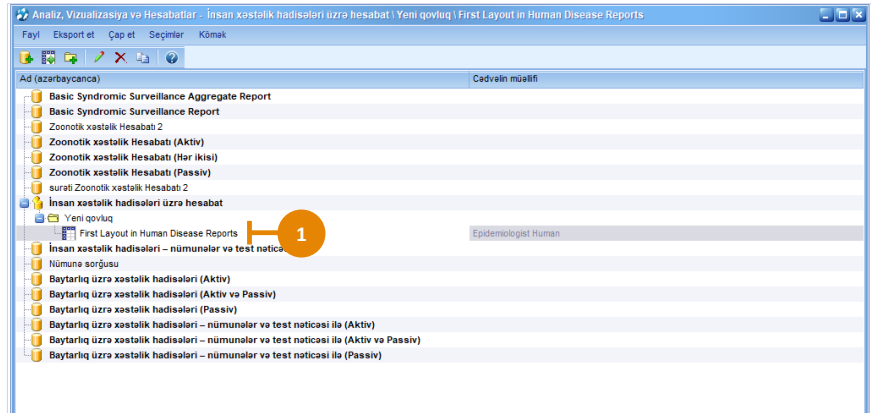 Analiz, Vizualizasiya və Hesabatlar - İnsan xəstəlik hadisələri üzrə hesabat \ Yeni qovluq \ First Layout in Human Disease Reports
Fayl Eksport et Çap et Seçimlər Kömək
Ad (azərbaycanca) Cədvəlin müəllifi
Basic Syndromic Surveillance Aggregate Report
Basic Syndromic Surveillance Report
Zoonotik xəstəlik Hesabatı 2
Zoonotik xəstəlik Hesabatı (Aktiv)
Zoonotik xəstəlik Hesabatı (Hər ikisi)
Zoonotik xəstəlik Hesabatı (Passiv)
surəti Zoonotik xəstəlik Hesabatı 2
İnsan xəstəlik hadisələri üzrə hesabat
Yeni qovluq
First Layout in Human Disease Reports 1 Epidemiologist Human
İnsan xəstəlik hadisələri – nümunələr və test
Nümunə sorğusu
Baytarlıq üzrə xəstəlik hadisələri (Aktiv)
Baytarlıq üzrə xəstəlik hadisələri (Aktiv və Passiv)
Baytarlıq üzrə xəstəlik hadisələri (Passiv)
Baytarlıq üzrə xəstəlik hadisələri – nümunələr və test nəticəsi ilə (Aktiv)
Baytarlıq üzrə xəstəlik hadisələri – nümunələr və test nəticəsi ilə (Aktiv və Passiv)
Baytarlıq üzrə xəstəlik hadisələri – nümunələr və test nəticəsi ilə (Passiv)